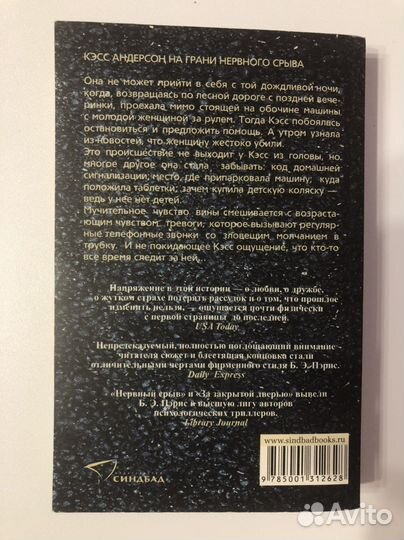 КЭСС АНДЕРСОН НА ГРАНИ НЕРВНОГО СРЫВА
Она не может прийти в себя с той дождливой ночи,
когда, возвращаясь по лесной дороге с поздней вече-
ринки, проехала мимо стоящей на обочине машины
с молодой женщиной за рулем. Тогда Кэсс побоялась
остановиться и предложить помощь. А утром узнала
из новостей, что женщину жестоко убили.
Это происшествие не выходит у Кэсс из головы, но
многое другое она стала забывать: код домашней
сигнализации; место, где припарковала машину; куда
положила таблетки; зачем купила детскую коляску —
ведь у нее нет детей.
Мучительное чувство вины смешивается с возраста-
ющим чувством тревоги, которое вызывают регуляр-
ные телефонные звонки со зловещим молчанием в
трубку. И не покидающее Кэсс ощущение, что кто-то
все время следит за ней...
Напряжение в этой истории — о любви, о дружбе,
о жутком страхе потерять рассудок и о том, что прошлое
изменить нельзя, — ощущается почти физически
с первой страницы до последней.
USA Today
Непредсказуемый, полностью поглощающий внимание
читателя сюжет и блестящая концовка стали
отличительными чертами фирменного стиля Б. Э. Пэрис.
Daily Express
«Нервный срыв» и «За закрытой дверью» вывели
Б. Э. Пэрис в высшую лигу авторов
психологических триллеров.
Library Journal
www.sindbadbooks.ru
СИНДБАД
9 785001 312628
Avito